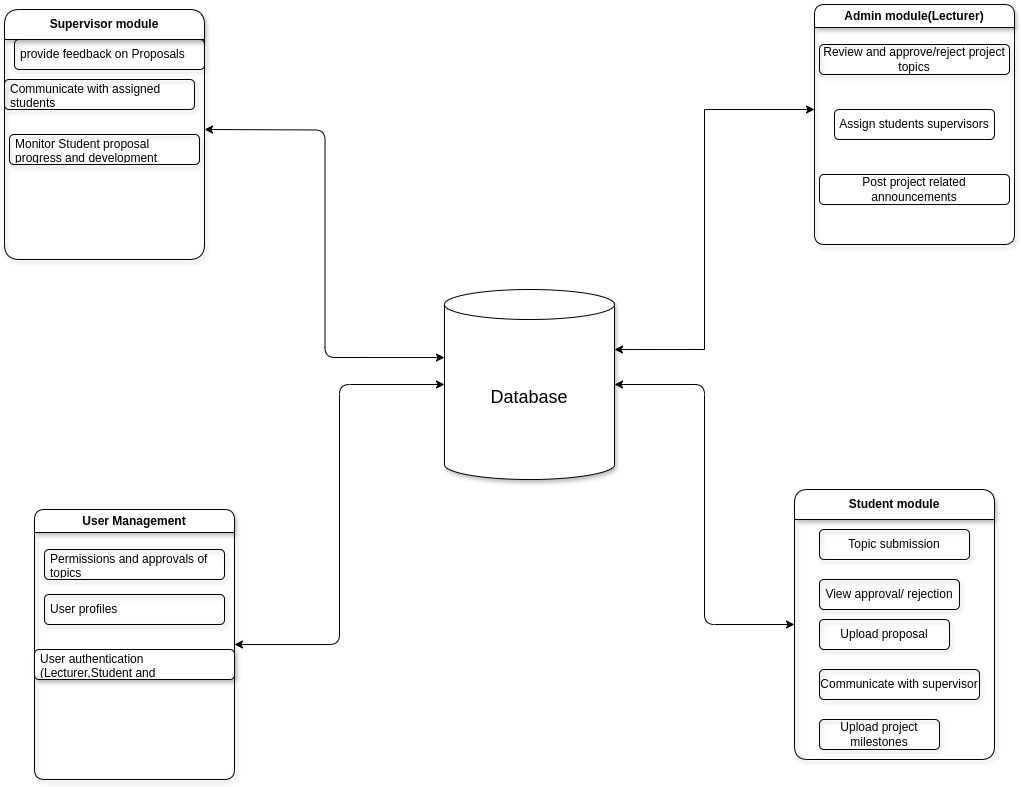 Supervisor module
provide feedback on Proposals
Communicate with assigned
students
Monitor Student proposal
progress and development
Admin module(Lecturer)
Review and approve/reject project
topics
Assign students supervisors
Post project related
announcements
Database
User Management
Permissions and approvals of
topics
User profiles
User authentication
(Lecturer,Student and
Student module
Topic submission
View approval/ rejection
Upload proposal
Communicate with supervisor
Upload project
milestones